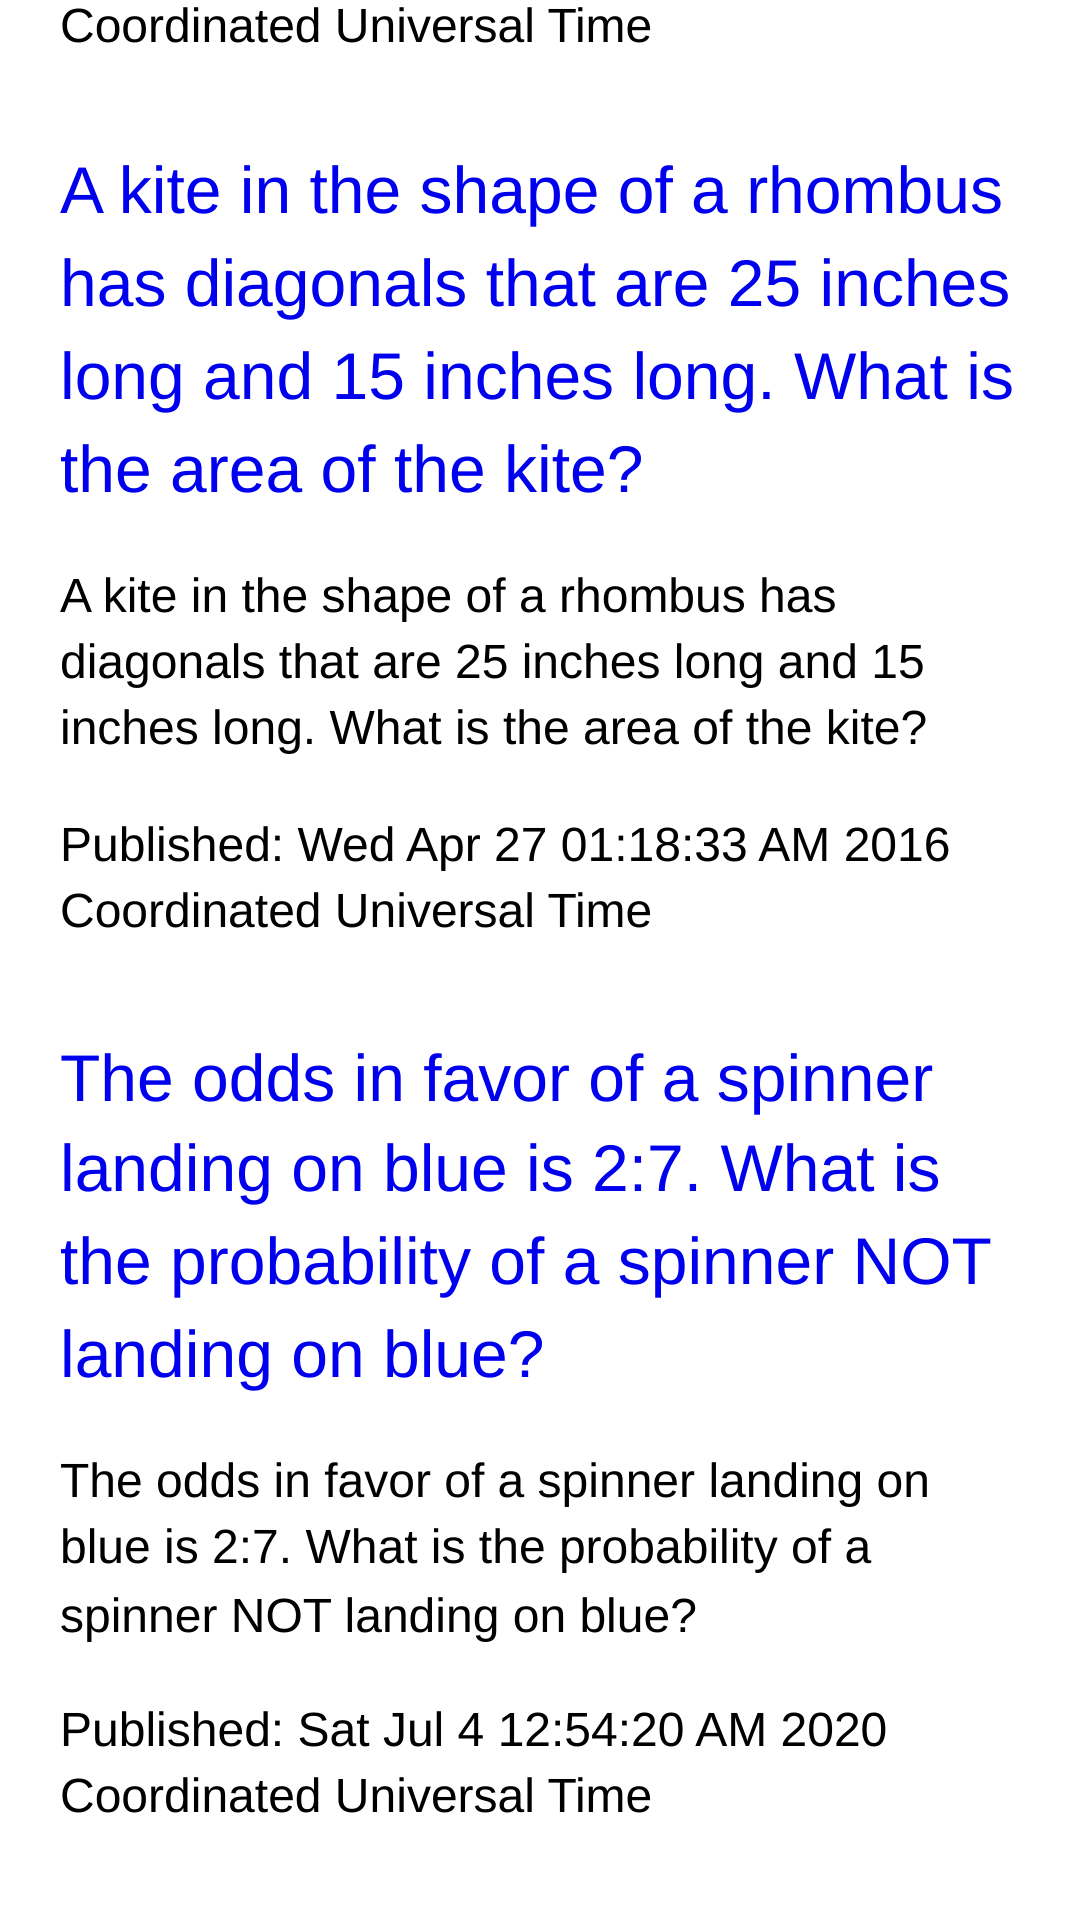 Coordinated Universal Time
A kite in the shape of a rhombus
has diagonals that are 25 inches
long and 15 inches long. What is
the area of the kite?
A kite in the shape of a rhombus has
diagonals that are 25 inches long and 15
inches long. What is the area of the kite?
Published: Wed Apr 27 01:18:33 AM 2016
Coordinated Universal Time
The odds in favor of a spinner
landing on blue is 2:7. What is
the probability of a spinner NOT
landing on blue?
The odds in favor of a spinner landing on
blue is 2:7. What is the probability of a
spinner NOT landing on blue?
Published: Sat Jul 4 12:54:20 AM 2020
Coordinated Universal Time